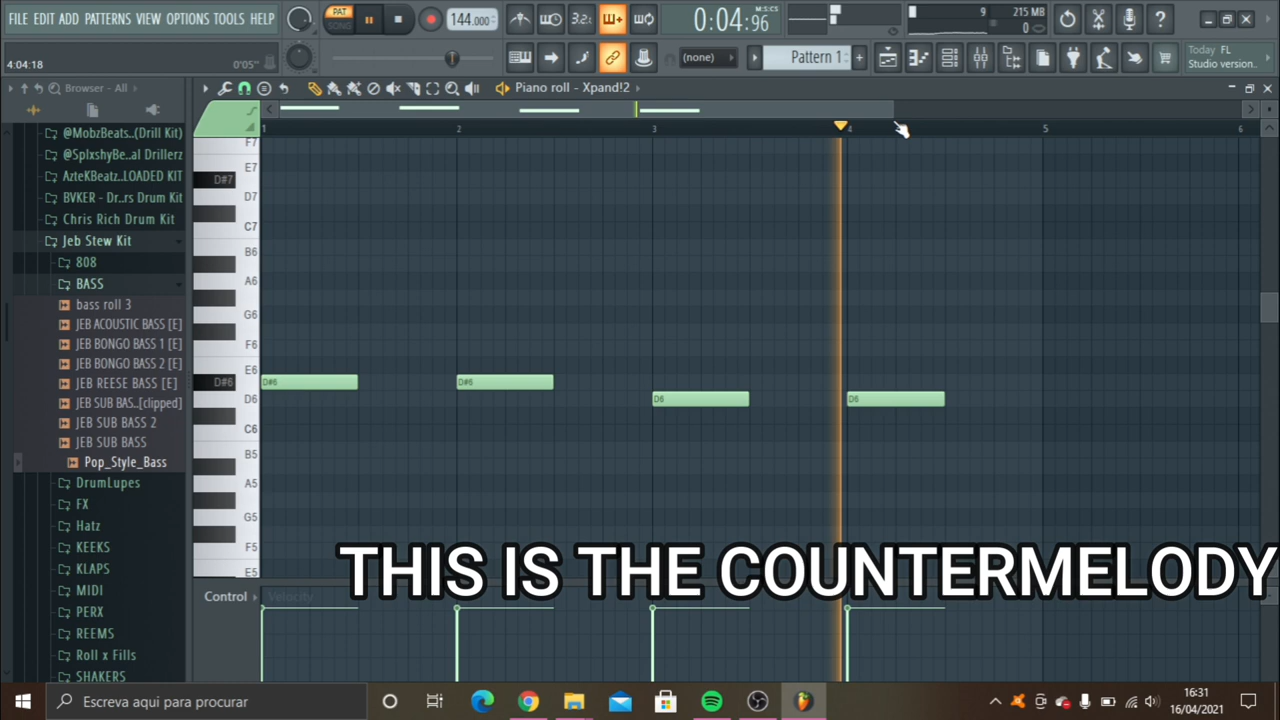 FILE EDIT ADD PATTERNS VIEW OPTIONS TOOLS HELP
PAT
SONG
144.000
3.2
0:04:96
M:S:CS
9
215 MB
0
4:04:18
0'05"
(none)
Pattern 1
Today FL
Studio version..
Browser - All
Piano roll - Xpand!2
@MobzBeats..(Drill Kit)
@SplxshyBe..al Drillerz
AzteKBeatz..LOADED KIT
BVKER - Dr..rs Drum Kit
Chris Rich Drum Kit
Jeb Stew Kit
808
BASS
bass roll 3
JEB ACOUSTIC BASS [E]
JEB BONGO BASS 1 [E]
JEB BONGO BASS 2 [E]
JEB REESE BASS [E]
JEB SUB BAS..[clipped]
JEB SUB BASS 2
JEB SUB BASS
Pop_Style_Bass
DrumLupes
FX
Hatz
KEEKS
KLAPS
MIDI
PERX
REEMS
Roll x Fills
SHAKERS
1 2 3 4 5 6
F7
E7
D#7
D7
C7
B6
A6
G6
F6
E6
D#6
D6
C6
B5
A5
G5
F5
E5
D#6
D#6
D6
D6
THIS IS THE COUNTERMELODY
Control
Velocity
Escreva aqui para procurar
16:31
16/04/2021